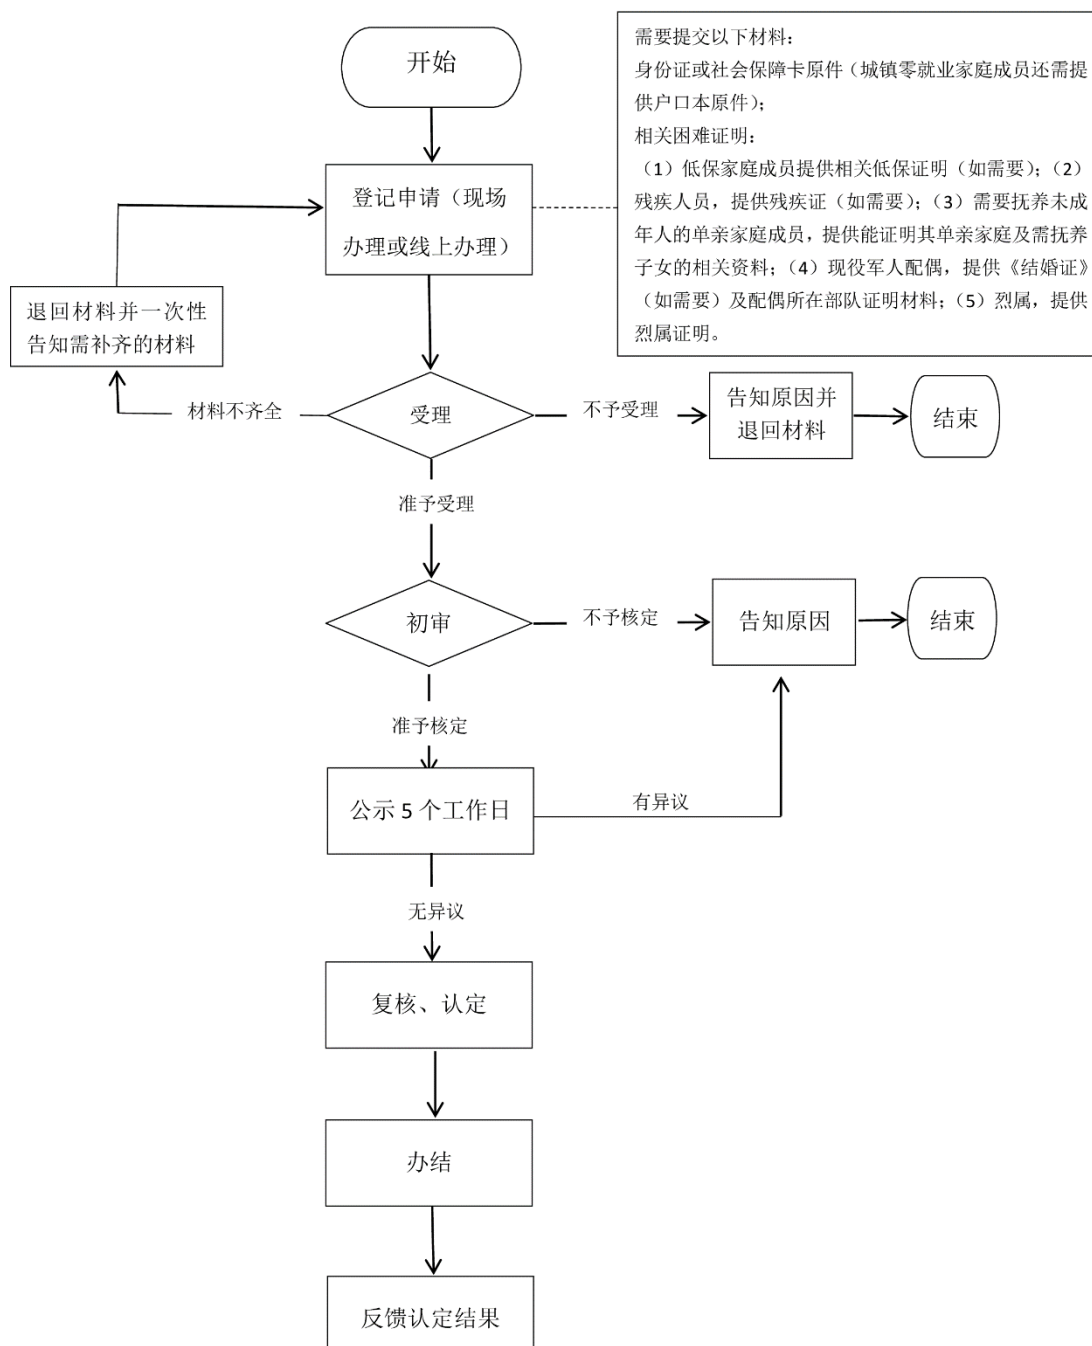 开始
需要提交以下材料：
身份证或社会保障卡原件（城镇零就业家庭成员还需提
供户口本原件）；
相关困难证明：
（1）低保家庭成员提供相关低保证明（如需要）；（2）
残疾人员，提供残疾证（如需要）；（3）需要抚养未成
年人的单亲家庭成员，提供能证明其单亲家庭及需抚养
子女的相关资料；（4）现役军人配偶，提供《结婚证》
（如需要）及配偶所在部队证明材料；（5）烈属，提供
烈属证明。
登记申请（现场
办理或线上办理）
退回材料并一次性
告知需补齐的材料
材料不齐全
受理
不予受理
告知原因并
退回材料
结束
准予受理
初审
不予核定
告知原因
结束
准予核定
公示 5 个工作日
有异议
无异议
复核、认定
办结
反馈认定结果